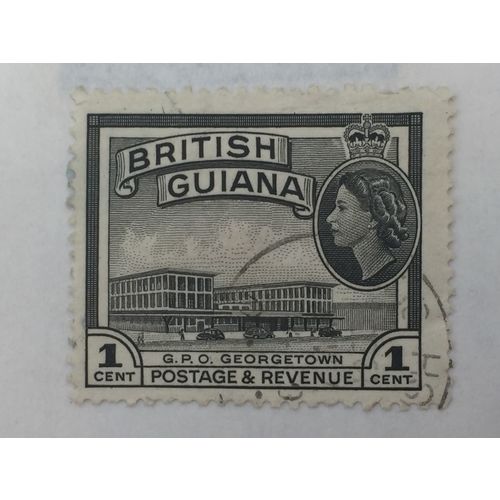 BRITISH
GUIANA
G.P.O. GEORGETOWN
1 CENT
POSTAGE & REVENUE
1 CENT